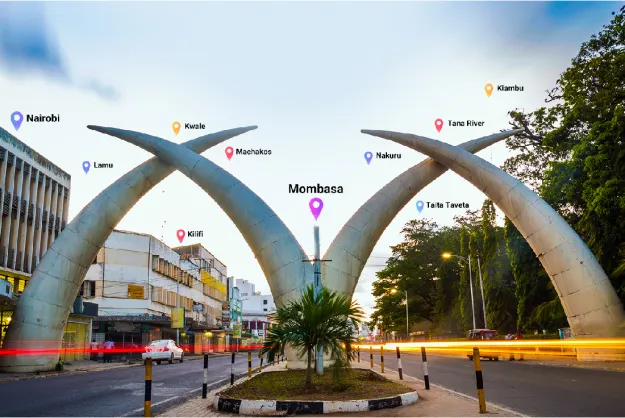 Kiambu
Nairobi
Kwale
Tana River
Machakos
Nakuru
Lamu
Mombasa
Taita Taveta
Kilifi